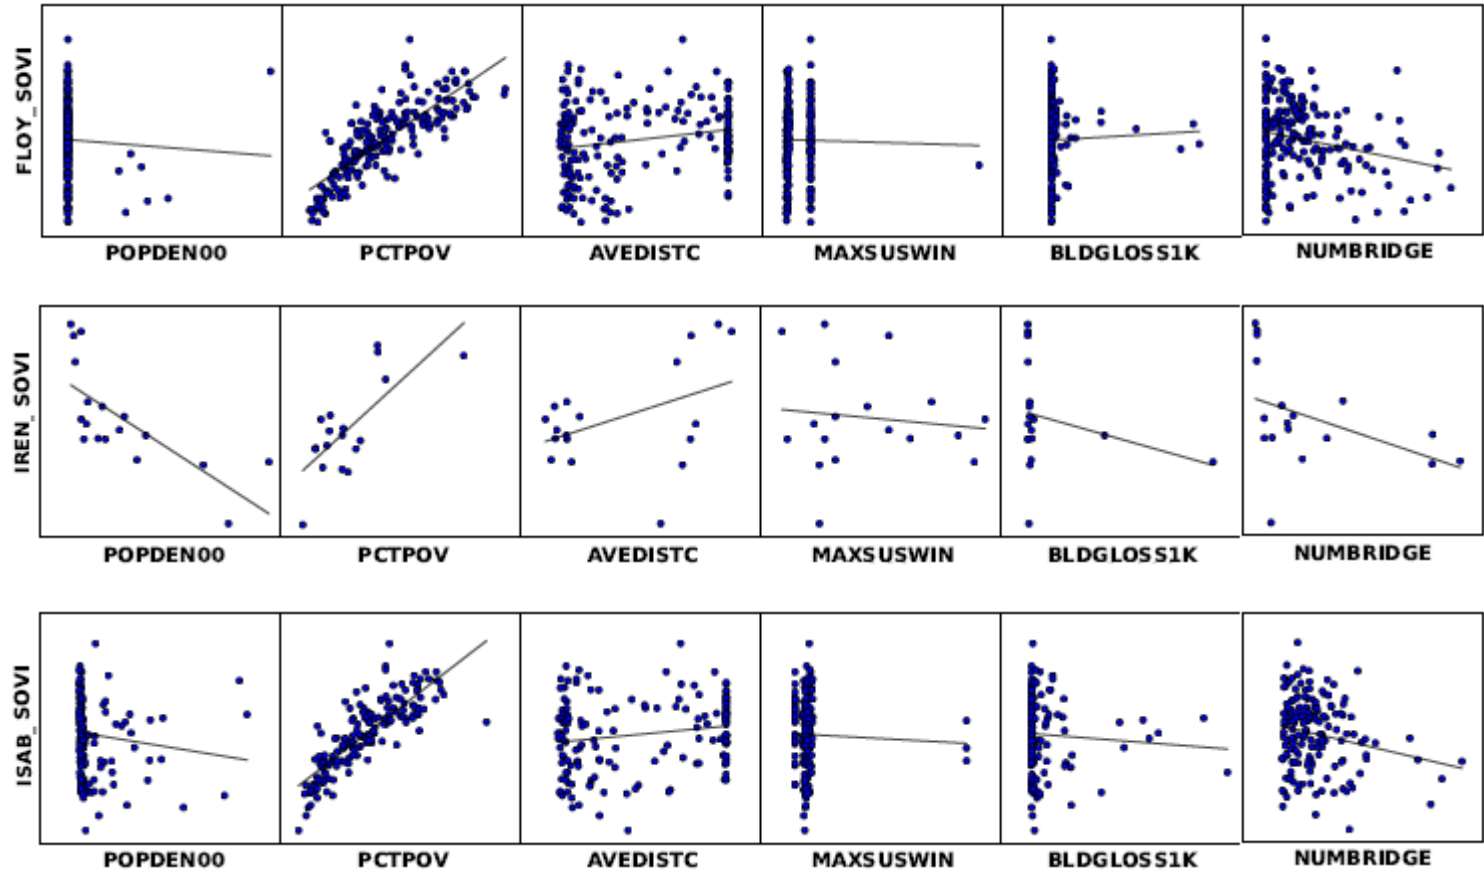 FLOY_SOVI
POPDEN00 PCTPOV AVEDISTC MAXSUSWIN BLDGLOSS1K NUMBRIDGE
IREN_SOVI
POPDEN00 PCTPOV AVEDISTC MAXSUSWIN BLDGLOSS1K NUMBRIDGE
ISAB_SOVI
POPDEN00 PCTPOV AVEDISTC MAXSUSWIN BLDGLOSS1K NUMBRIDGE